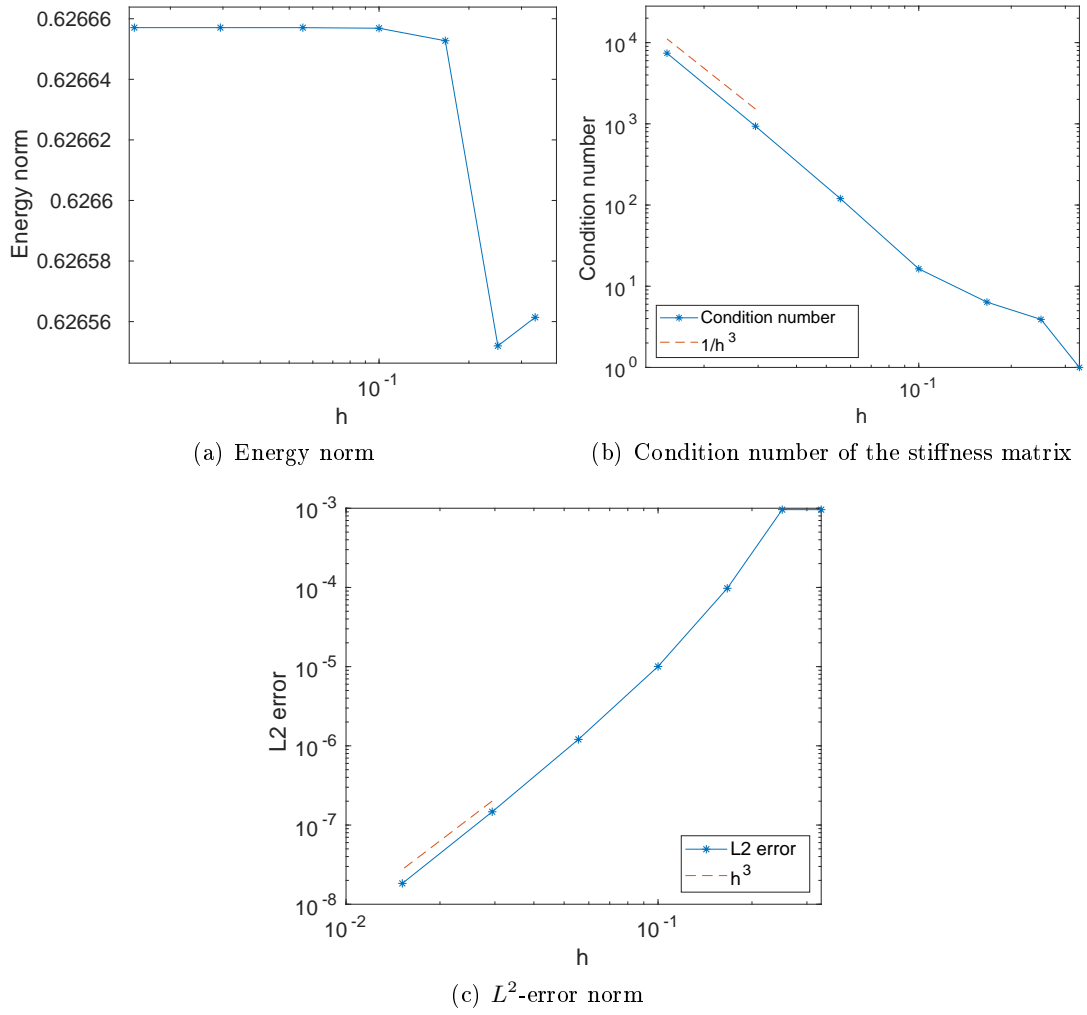 0.62666
0.62664
0.62662
0.6266
0.62658
0.62656
Energy norm
10^-1
h
(a) Energy norm
10^4
10^3
10^2
10^1
10^0
Condition number
Condition number
1/h^3
10^-1
h
(b) Condition number of the stiffness matrix
10^-3
10^-4
10^-5
10^-6
10^-7
10^-8
L2 error
L2 error
h^3
10^-2
10^-1
h
(c) L^2-error norm